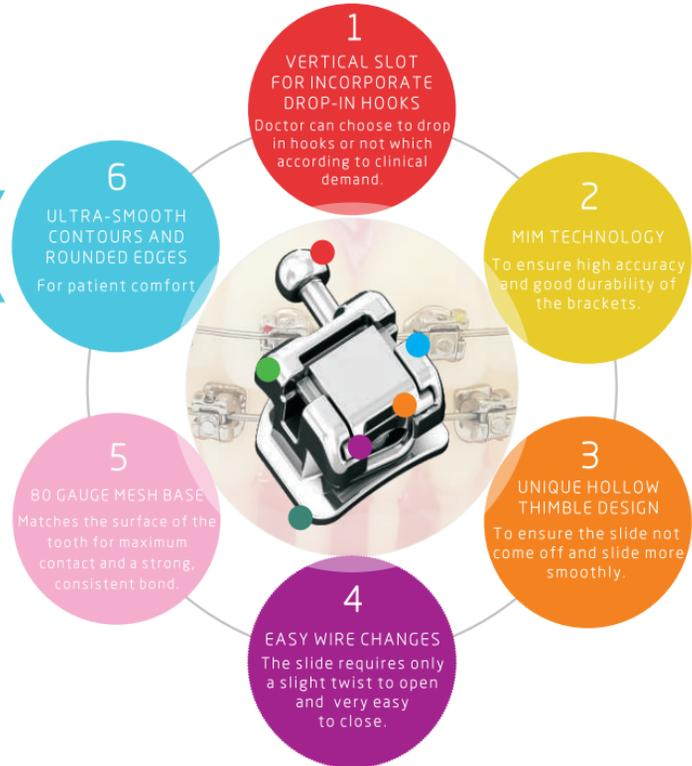 1
VERTICAL SLOT
FOR INCORPORATE
DROP-IN HOOKS
Doctor can choose to drop
in hooks or not which
according to clinical
demand.
2
MIM TECHNOLOGY
To ensure high accuracy
and good durability of
the brackets.
3
UNIQUE HOLLOW
THIMBLE DESIGN
To ensure the slide not
come off and slide more
smoothly.
4
EASY WIRE CHANGES
The slide requires only
a slight twist to open
and very easy
to close.
5
80 GAUGE MESH BASE
Matches the surface of the
tooth for maximum
contact and a strong,
consistent bond.
6
ULTRA-SMOOTH
CONTOURS AND
ROUNDED EDGES
For patient comfort